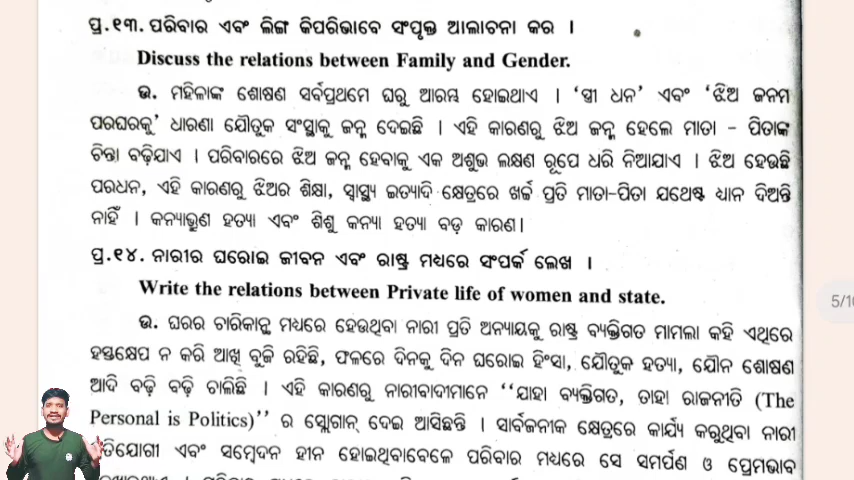 ପ୍ର.୧୩. ପରିବାର ଏବଂ ଲିଙ୍ଗ କିପରିଭାବେ ସଂପୃକ୍ତ ଆଲାଚନା କର ।
Discuss the relations between Family and Gender.
ଉ. ମହିଳାଙ୍କ ଶୋଷଣ ସର୍ବପ୍ରଥମେ ଘରୁ ଆରମ୍ଭ ହୋଇଥାଏ । 'ସ୍ତ୍ରୀ ଧନ' ଏବଂ 'ଝିଅ ଜନମ
ପରଘରକୁ' ଧାରଣା ଯୌତୁକ ସଂସ୍ଥାକୁ ଜନ୍ମ ଦେଇଛି । ଏହି କାରଣରୁ ଝିଅ ଜନ୍ମ ହେଲେ ମାତା – ପିତାଙ୍କ
ଚିନ୍ତା ବଢ଼ିଯାଏ । ପରିବାରରେ ଝିଅ ଜନ୍ମ ହେବାକୁ ଏକ ଅଶୁଭ ଲକ୍ଷଣ ରୂପେ ଧରି ନିଆଯାଏ । ଝିଅ ହେଉଛି
ପରଧନ, ଏହି କାରଣରୁ ଝିଅର ଶିକ୍ଷା, ସ୍ୱାସ୍ଥ୍ୟ ଇତ୍ୟାଦି କ୍ଷେତ୍ରରେ ଖର୍ଚ୍ଚ ପ୍ରତି ମାତା-ପିତା ଯଥେଷ୍ଟ ଧ୍ୟାନ ଦିଅନ୍ତି
ନାହିଁ । କନ୍ୟାଭ୍ରୁଣ ହତ୍ୟା ଏବଂ ଶିଶୁ କନ୍ୟା ହତ୍ୟା ବଡ଼ କାରଣ।
ପ୍ର.୧୪. ନାରୀର ଘରୋଇ ଜୀବନ ଏବଂ ରାଷ୍ଟ୍ର ମଧ୍ୟରେ ସଂପର୍କ ଲେଖ ।
Write the relations between Private life of women and state.
ଉ. ଘରର ଚାରିକାନ୍ଥ ମଧ୍ୟରେ ହେଉଥିବା ନାରୀ ପ୍ରତି ଅନ୍ୟାୟକୁ ରାଷ୍ଟ୍ର ବ୍ୟକ୍ତିଗତ ମାମଲା କହି ଏଥିରେ
ହସ୍ତକ୍ଷେପ ନ କରି ଆଖି ବୁଜି ରହିଛି, ଫଳରେ ଦିନକୁ ଦିନ ଘରୋଇ ହିଂସା, ଯୌତୁକ ହତ୍ୟା, ଯୌନ ଶୋଷଣ
ଆଦି ବଢ଼ି ବଢ଼ି ଚାଲିଛି । ଏହି କାରଣରୁ ନାରୀବାଦୀମାନେ "ଯାହା ବ୍ୟକ୍ତିଗତ, ତାହା ରାଜନୀତି (The
Personal is Politics)" ର ସ୍ଲୋଗାନ୍ ଦେଇ ଆସିଛନ୍ତି । ସାର୍ବଜନୀକ କ୍ଷେତ୍ରରେ କାର୍ଯ୍ୟ କରୁଥିବା ନାରୀ
ଏବଂ ସମ୍ବେଦନ ହୀନ ହୋଇଥିବାବେଳେ ପରିବାର ମଧ୍ୟରେ ସେ ସମର୍ପଣ ଓ ପ୍ରେମଭାବ